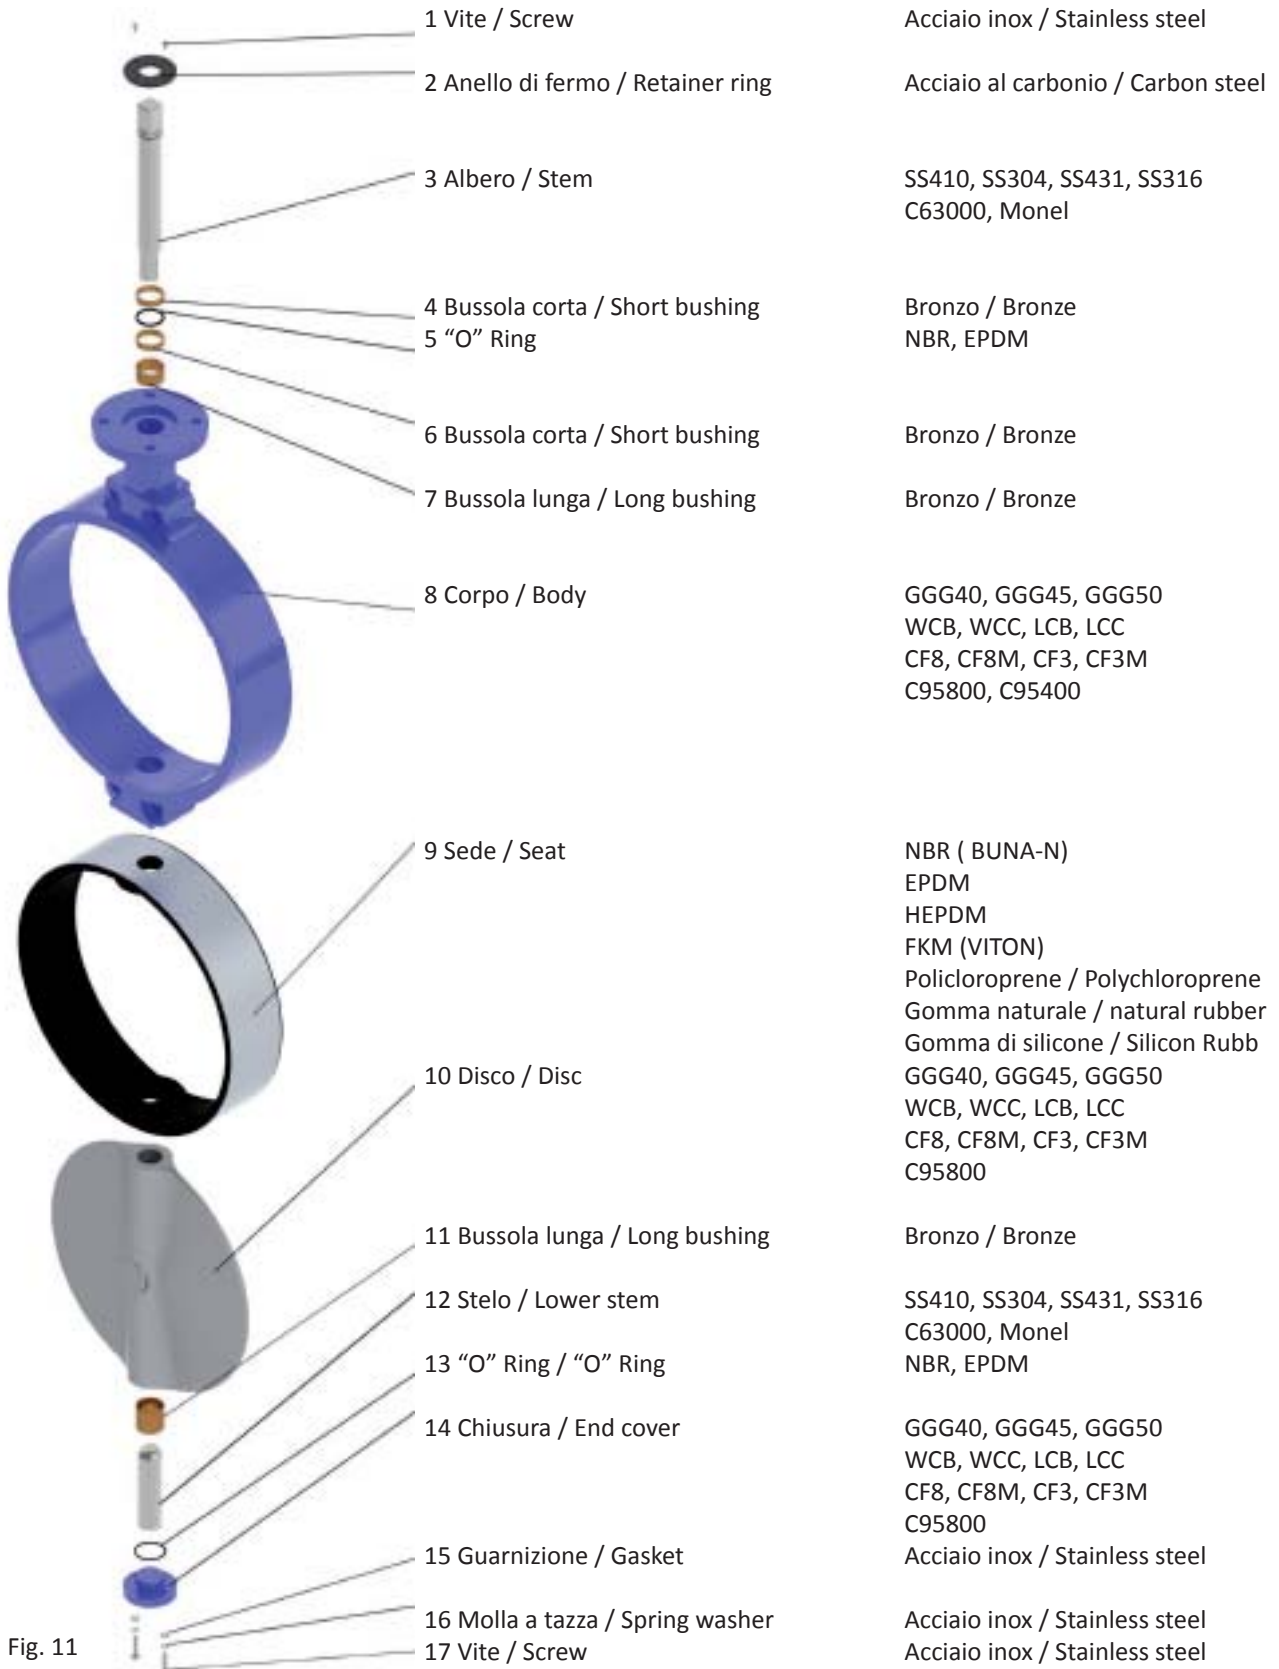 1 Vite / Screw Acciaio inox / Stainless steel
2 Anello di fermo / Retainer ring Acciaio al carbonio / Carbon steel
3 Albero / Stem SS410, SS304, SS431, SS316
C63000, Monel
4 Bussola corta / Short bushing Bronzo / Bronze
5 “O” Ring NBR, EPDM
6 Bussola corta / Short bushing Bronzo / Bronze
7 Bussola lunga / Long bushing Bronzo / Bronze
8 Corpo / Body GGG40, GGG45, GGG50
WCB, WCC, LCB, LCC
CF8, CF8M, CF3, CF3M
C95800, C95400
9 Sede / Seat NBR ( BUNA-N)
EPDM
HEPDM
FKM (VITON)
Policloroprene / Polychloroprene
Gomma naturale / natural rubber
Gomma di silicone / Silicon Rubb
10 Disco / Disc GGG40, GGG45, GGG50
WCB, WCC, LCB, LCC
CF8, CF8M, CF3, CF3M
C95800
11 Bussola lunga / Long bushing Bronzo / Bronze
12 Stelo / Lower stem SS410, SS304, SS431, SS316
C63000, Monel
13 “O” Ring / “O” Ring NBR, EPDM
14 Chiusura / End cover GGG40, GGG45, GGG50
WCB, WCC, LCB, LCC
CF8, CF8M, CF3, CF3M
C95800
15 Guarnizione / Gasket Acciaio inox / Stainless steel
16 Molla a tazza / Spring washer Acciaio inox / Stainless steel
Fig. 11 17 Vite / Screw Acciaio inox / Stainless steel